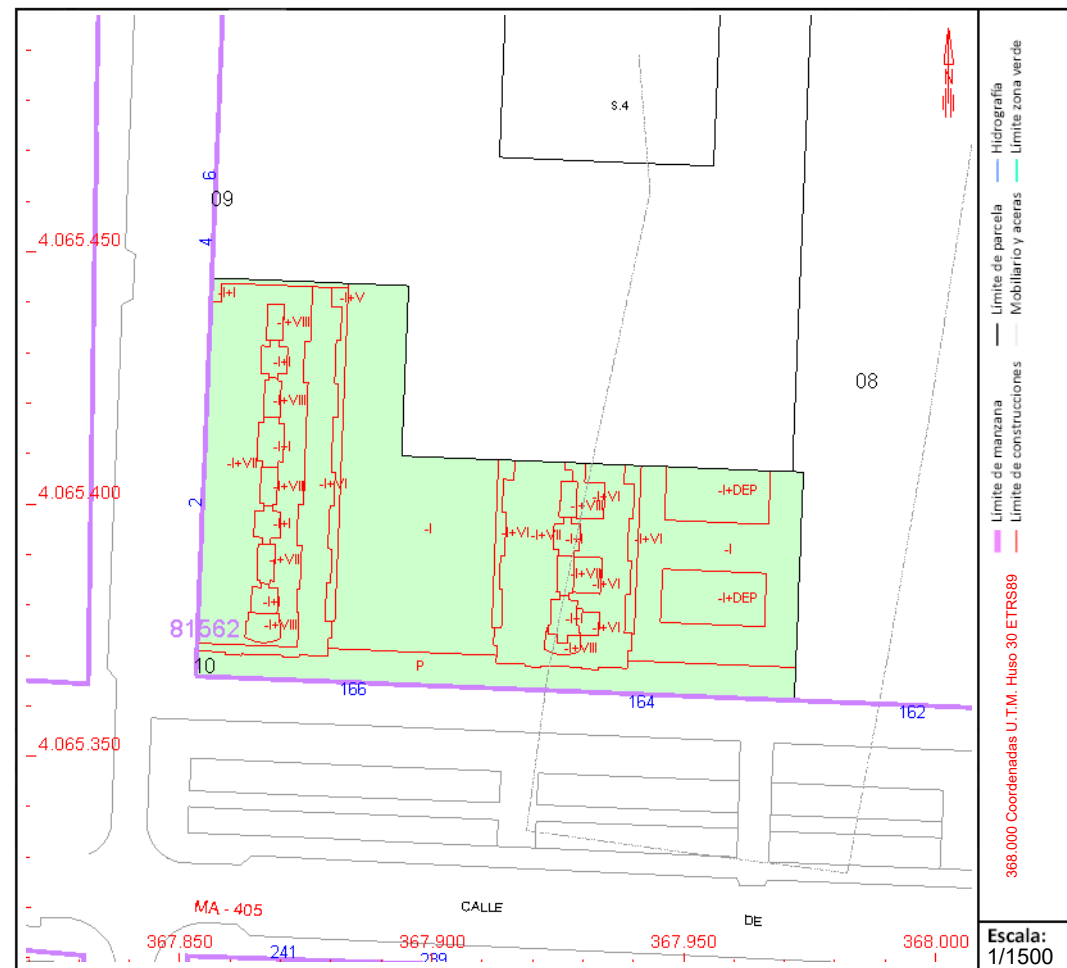 S.4
N
6
09
4.065.450
4
-I+I
-I+V
-I+VIII
-I+I
08
-I+VIII
-I+I
-I+VII
-I+VI
-I+VIII
4.065.400
2
-I+I
-I
-I+VII
-I+I
81562
-I+VIII
10
P
-I+DEP
-I+VI
-I+VIII
-I+VI
-I+VII
-I+I
-I+VI
-I
-I+VII
-I+VI
-I+DEP
-I+I
-I+VI
-I+VIII
166
164
162
4.065.350
MA - 405
CALLE
DE
367.850
367.900
367.950
368.000
241
289
Límite de manzana
Límite de parcela
Hidrografía
Límite de construcciones
Mobiliario y aceras
Límite zona verde
368.000 Coordenadas U.T.M. Huso 30 ETRS89
Escala:
1/1500